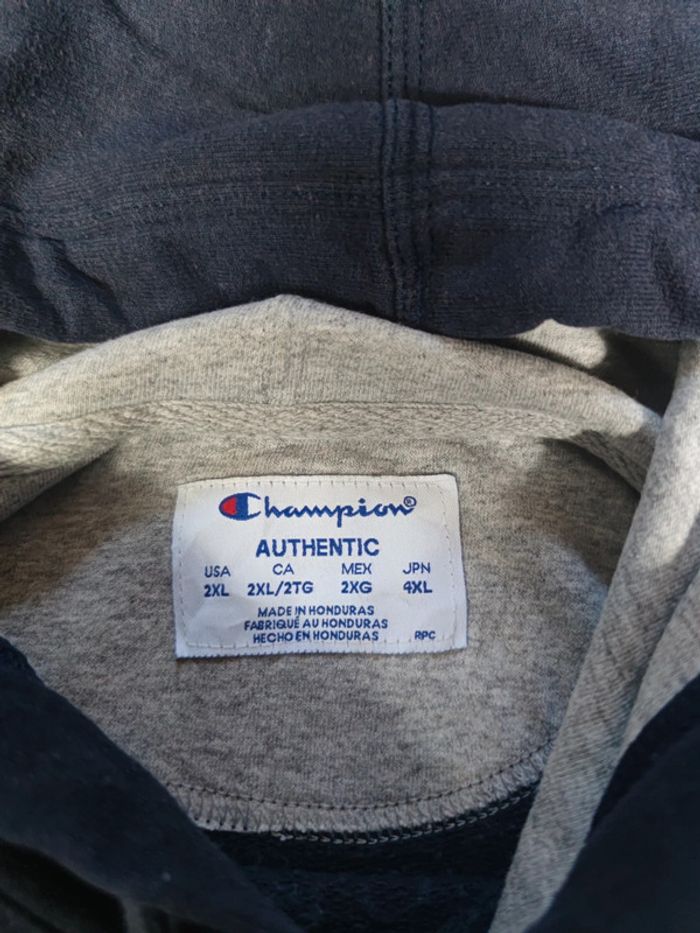 Champion®
AUTHENTIC
USA CA MEX JPN
2XL 2XL/2TG 2XG 4XL
MADE IN HONDURAS
FABRIQUÉ AU HONDURAS
HECHO EN HONDURAS RPC